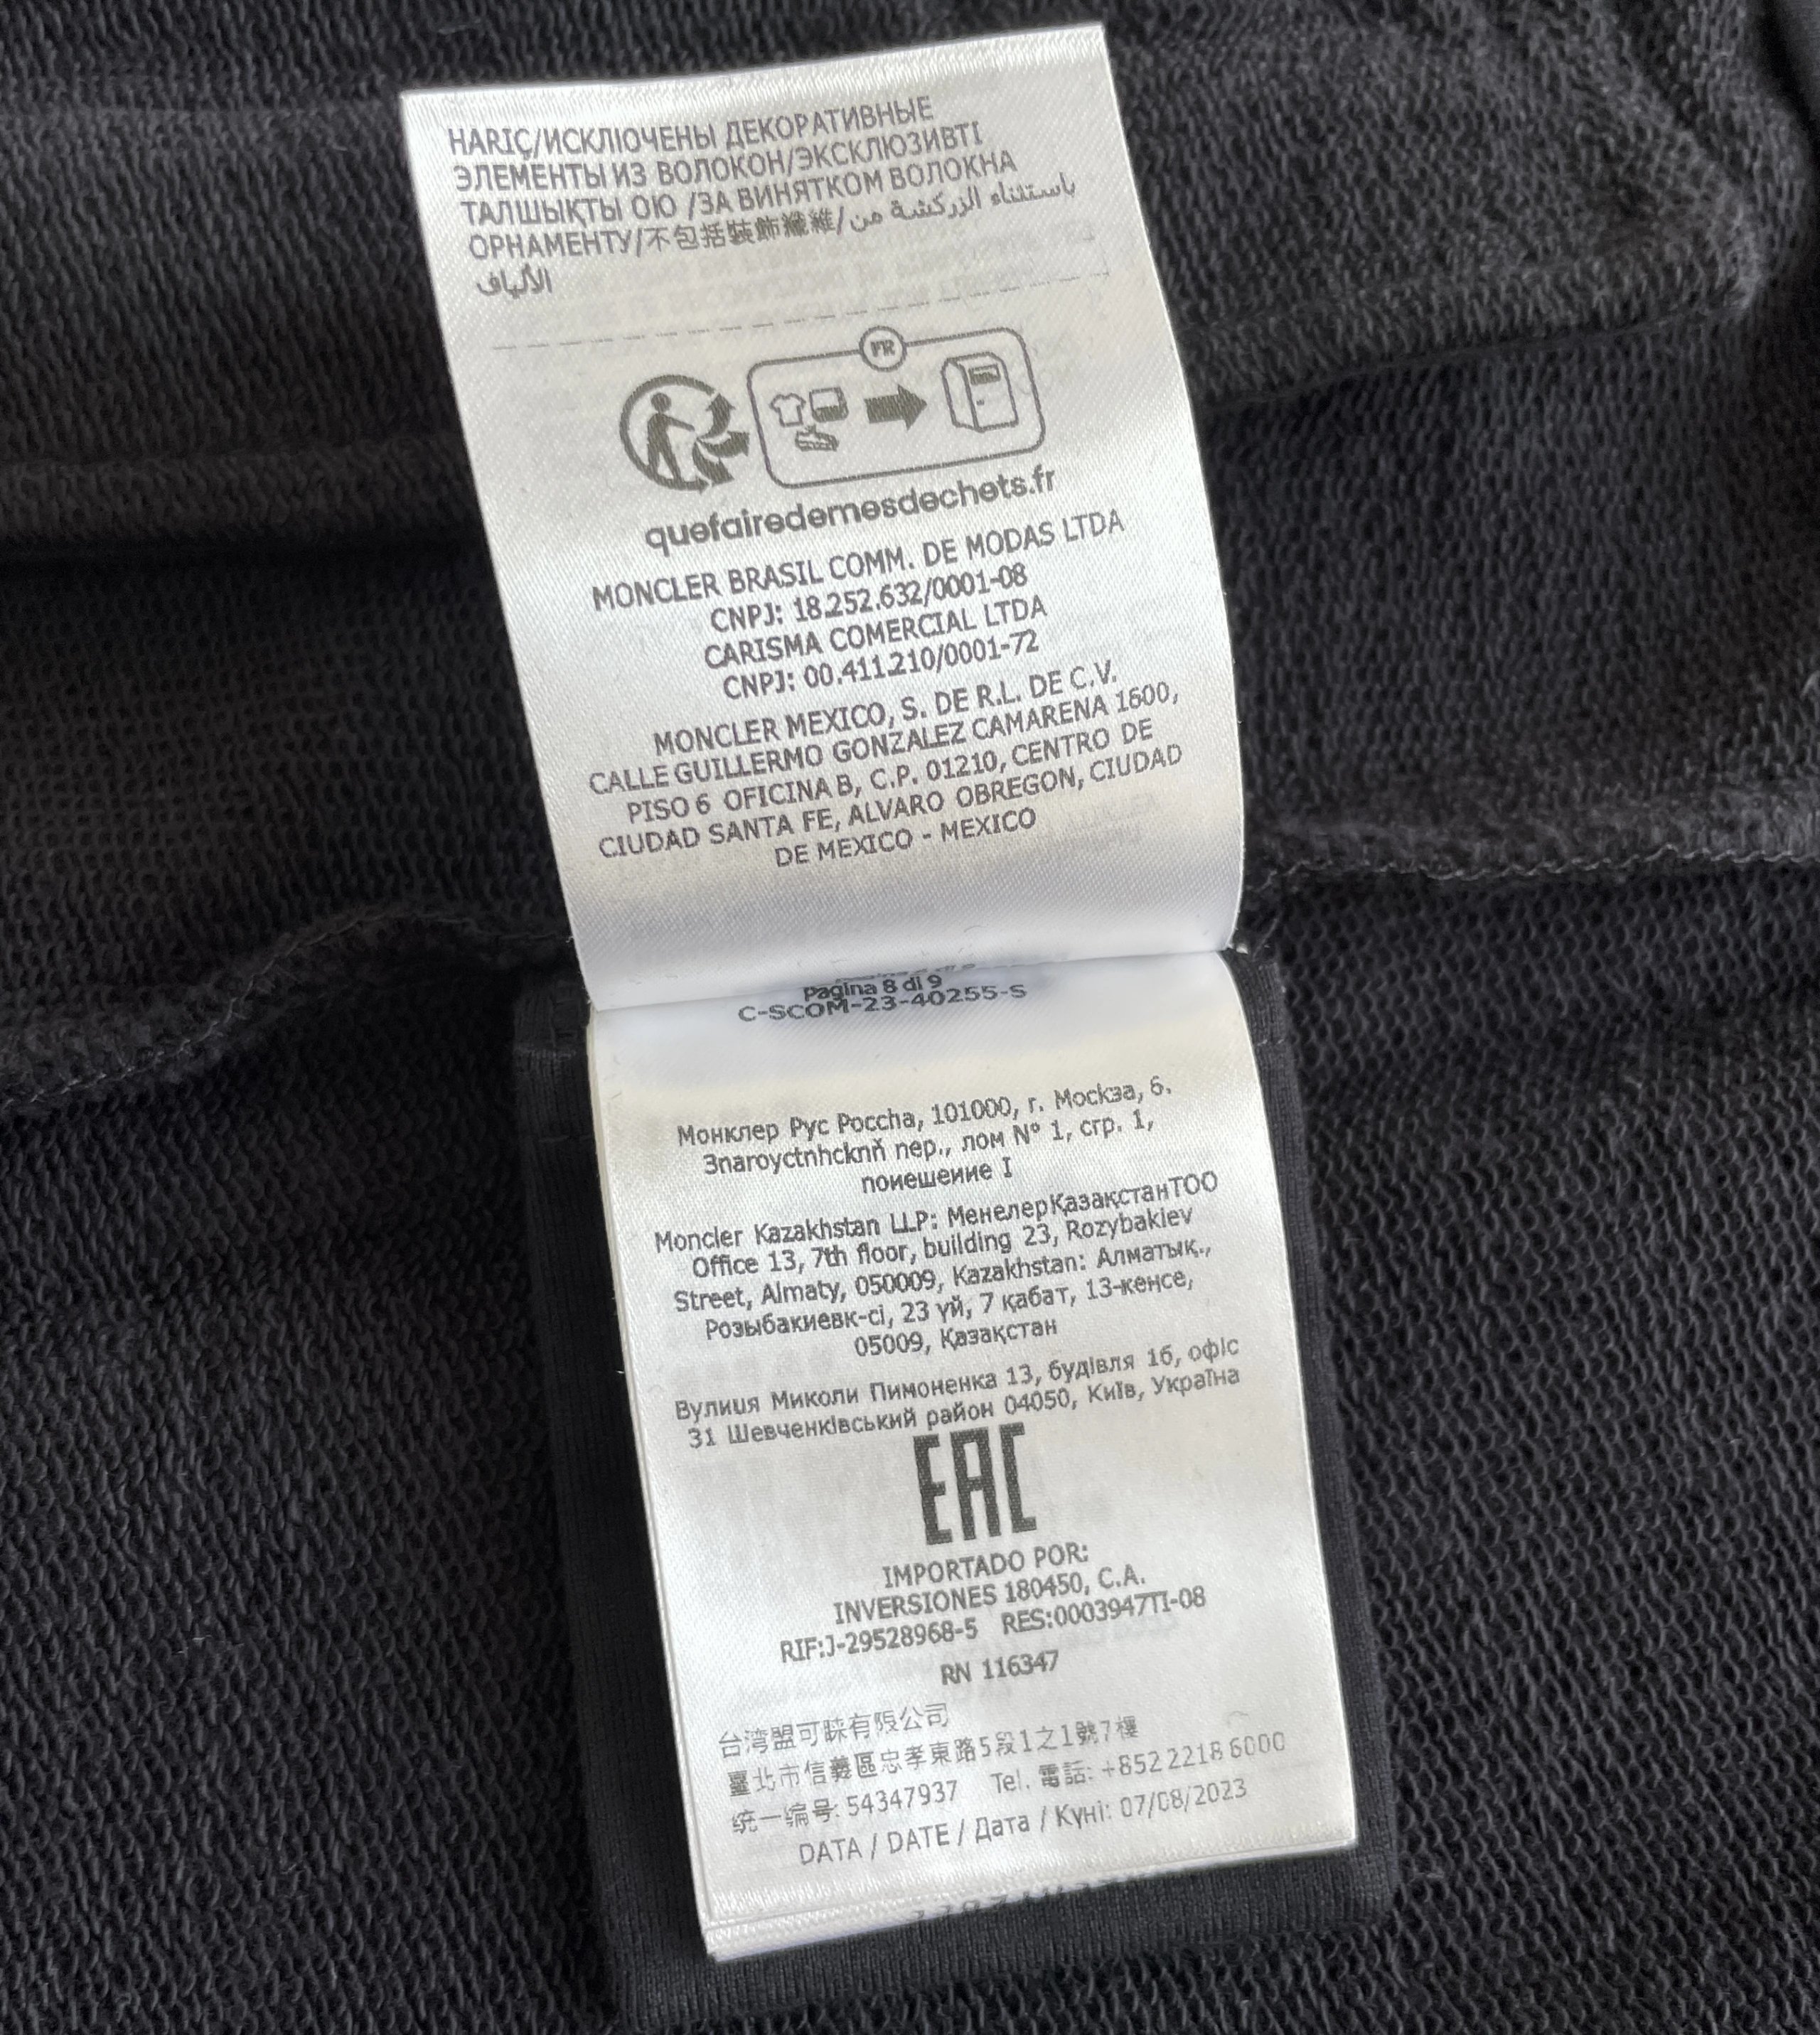 HARIÇ/ИСКЛЮЧЕНЫ ДЕКОРАТИВНЫЕ
ЭЛЕМЕНТЫ ИЗ ВОЛОКОН/ЭКСКЛЮЗИВТІ
ТАЛШЫҚТЫ ОЮ /ЗА ВИНЯТКОМ ВОЛОКНА
ОРНАМЕНТУ/不包括裝飾纖維/باستثناء الزركشة من
الألياف
FR
quefairedemesdechets.fr
MONCLER BRASIL COMM. DE MODAS LTDA
CNPJ: 18.252.632/0001-08
CARISMA COMERCIAL LTDA
CNPJ: 00.411.210/0001-72
MONCLER MEXICO, S. DE R.L. DE C.V.
CALLE GUILLERMO GONZALEZ CAMARENA 1600,
PISO 6 OFICINA B, C.P. 01210, CENTRO DE
CIUDAD SANTA FE, ALVARO OBREGON, CIUDAD
DE MEXICO - MEXICO
Pagina 8 di 9
C-SCOM-23-40255-S
Монклер Рус Россha, 101000, г. Мосkэа, 6.
Зnaroyctnhcknň nep., лом N° 1, сгр. 1,
поиешеиие I
Moncler Kazakhstan LLP: МенелерҚазақстанТОО
Office 13, 7th floor, building 23, Rozybakiev
Street, Almaty, 050009, Kazakhstan: Алматық.,
Розыбакиевк-сі, 23 үй, 7 қабат, 13-кенсе,
05009, Қазақстан
Вулиця Миколи Пимоненка 13, будівля 1б, офіс
31 Шевченківський район 04050, Київ, Україна
EAC
IMPORTADO POR:
INVERSIONES 180450, C.A.
RIF:J-29528968-5 RES:0003947TI-08
RN 116347
台湾盟可睞有限公司
臺北市信義區忠孝東路5段1之1號7樓
统一编号: 54347937 Tel. 電話: +852 2218 6000
DATA / DATE / Дата / Күні: 07/08/2023